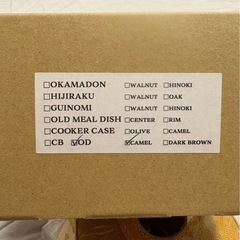 ☐OKAMADON ☐WALNUT ☐HINOKI
☐HIJIRAKU ☐WALNUT ☐OAK
☐GUINOMI ☐WALNUT ☐HINOKI
☐OLD MEAL DISH ☐CENTER ☐RIM
☐COOKER CASE ☐OLIVE ☐CAMEL
☐CB ☑OD ☑CAMEL ☐DARK BROWN